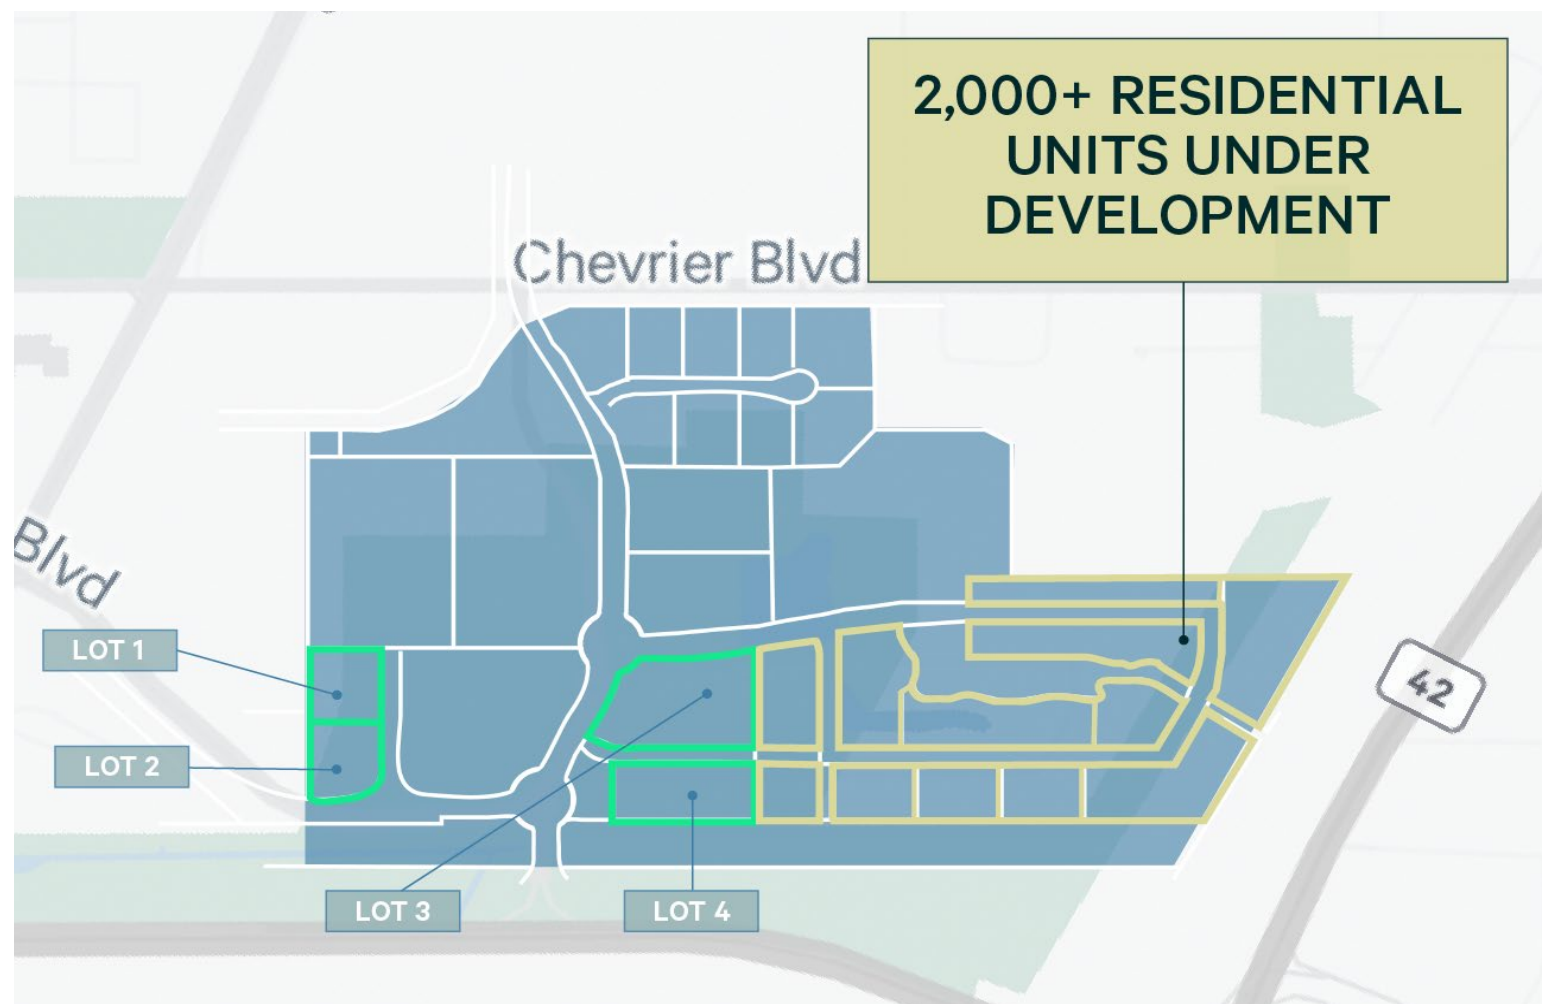 2,000+ RESIDENTIAL
UNITS UNDER
DEVELOPMENT
Chevrier Blvd
Blvd
LOT 1
42
LOT 2
LOT 3
LOT 4